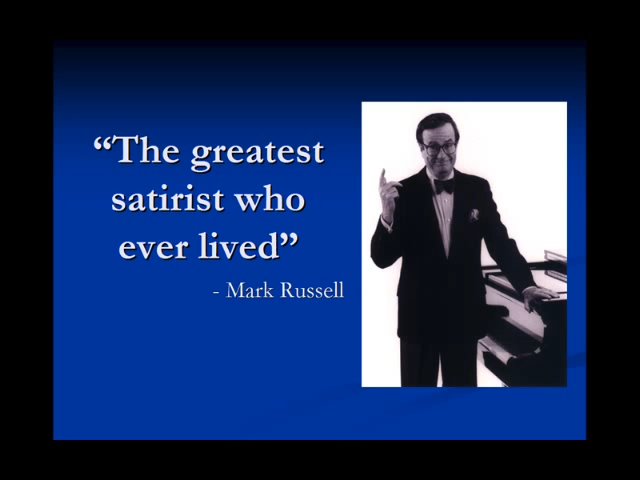 “The greatest
satirist who
ever lived”
- Mark Russell